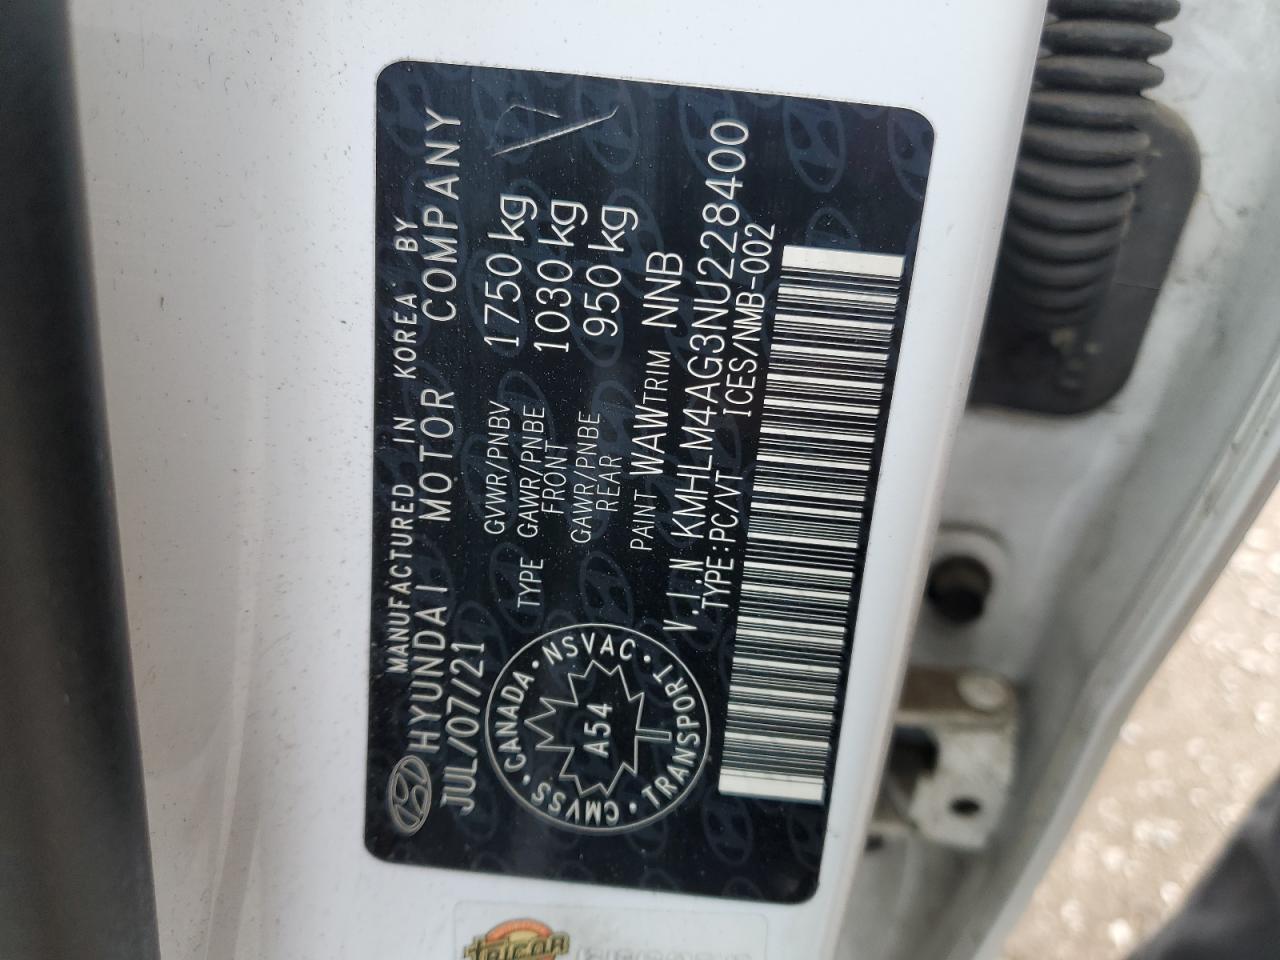 MANUFACTURED IN KOREA BY
HYUNDAI MOTOR COMPANY
JUL/07/21
GVWR/PNBV 1750 kg
TYPE GAWR/PNBE FRONT 1030 kg
GAWR/PNBE REAR 950 kg
CANADA · NSVAC · TRANSPORT · CMVSS ·
A54
PAINT WAW TRIM NNB
V.I.N KMHLM4AG3NU228400
TYPE:PC/VT ICES/NMB-002
TRICOR